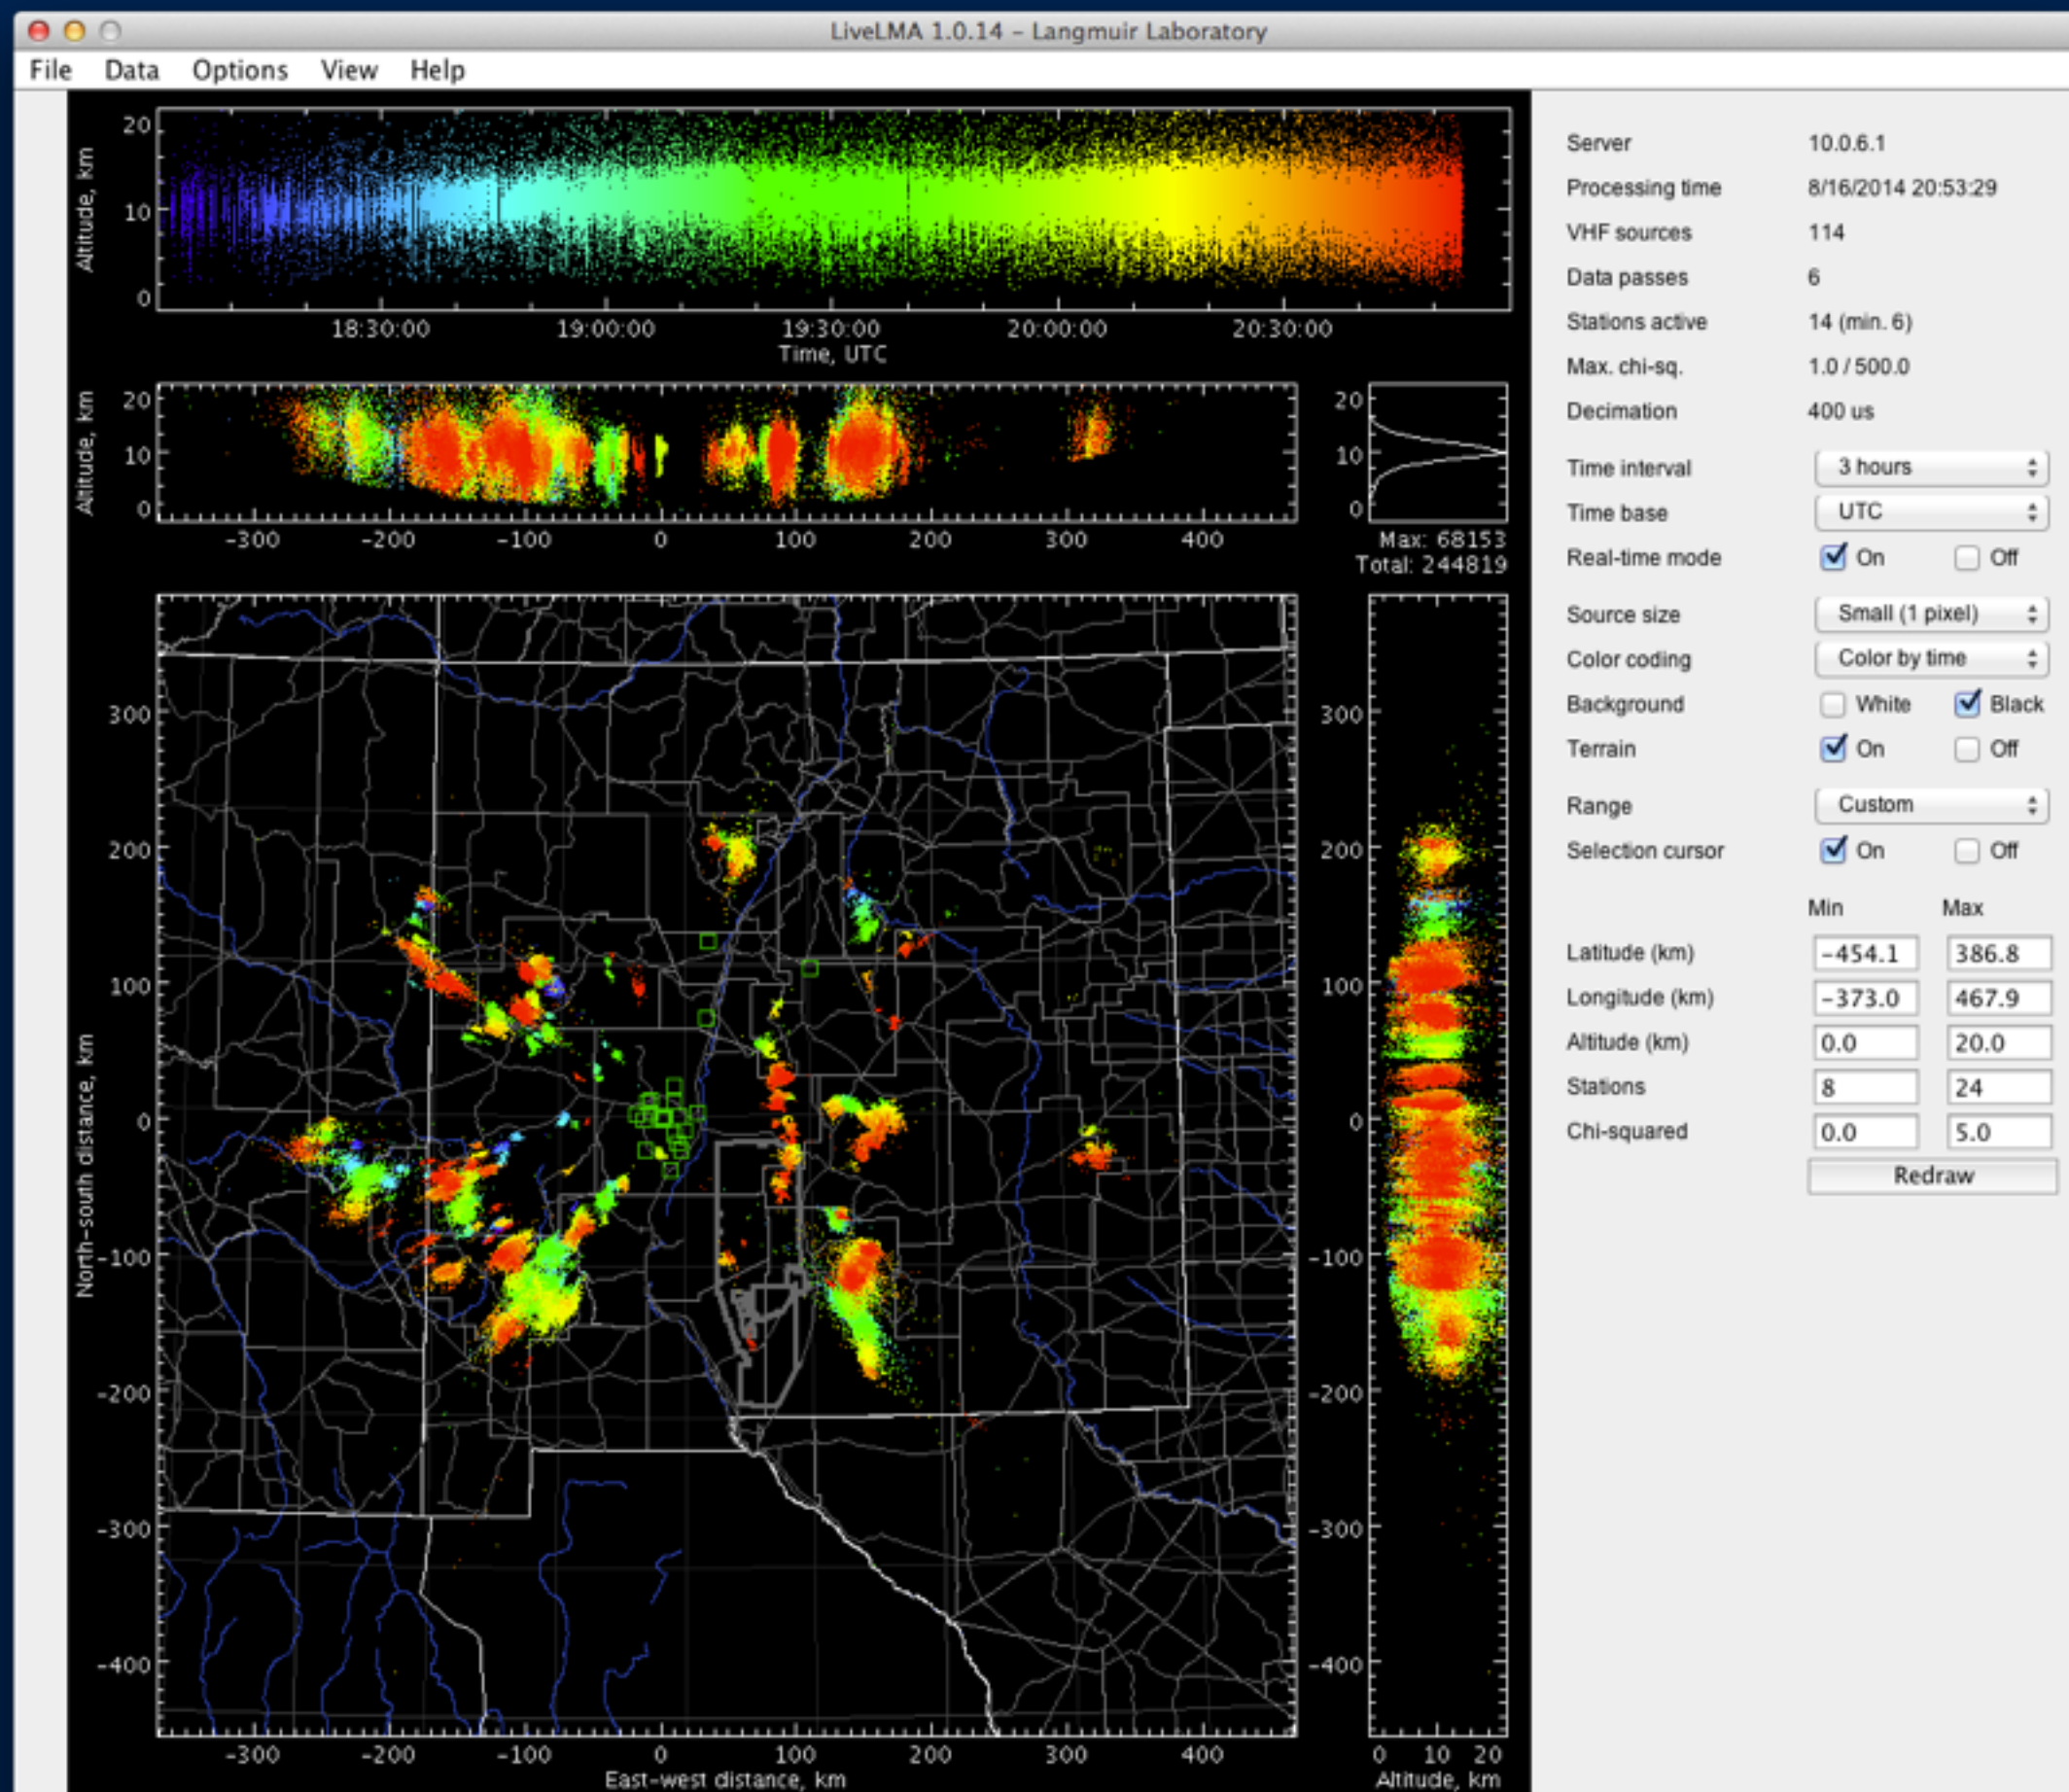 LiveLMA 1.0.14 – Langmuir Laboratory
File Data Options View Help
20
10
0
Altitude, km
18:30:00 19:00:00 19:30:00 20:00:00 20:30:00
Time, UTC
20
10
0
Altitude, km
-300 -200 -100 0 100 200 300 400
20
10
0
Max: 68153
Total: 244819
300
200
100
0
-100
-200
-300
-400
North-south distance, km
-300 -200 -100 0 100 200 300 400
East-west distance, km
300
200
100
0
-100
-200
-300
-400
0 10 20
Altitude, km
Server 10.0.6.1
Processing time 8/16/2014 20:53:29
VHF sources 114
Data passes 6
Stations active 14 (min. 6)
Max. chi-sq. 1.0 / 500.0
Decimation 400 us
Time interval 3 hours
Time base UTC
Real-time mode On Off
Source size Small (1 pixel)
Color coding Color by time
Background White Black
Terrain On Off
Range Custom
Selection cursor On Off
Min Max
Latitude (km) -454.1 386.8
Longitude (km) -373.0 467.9
Altitude (km) 0.0 20.0
Stations 8 24
Chi-squared 0.0 5.0
Redraw